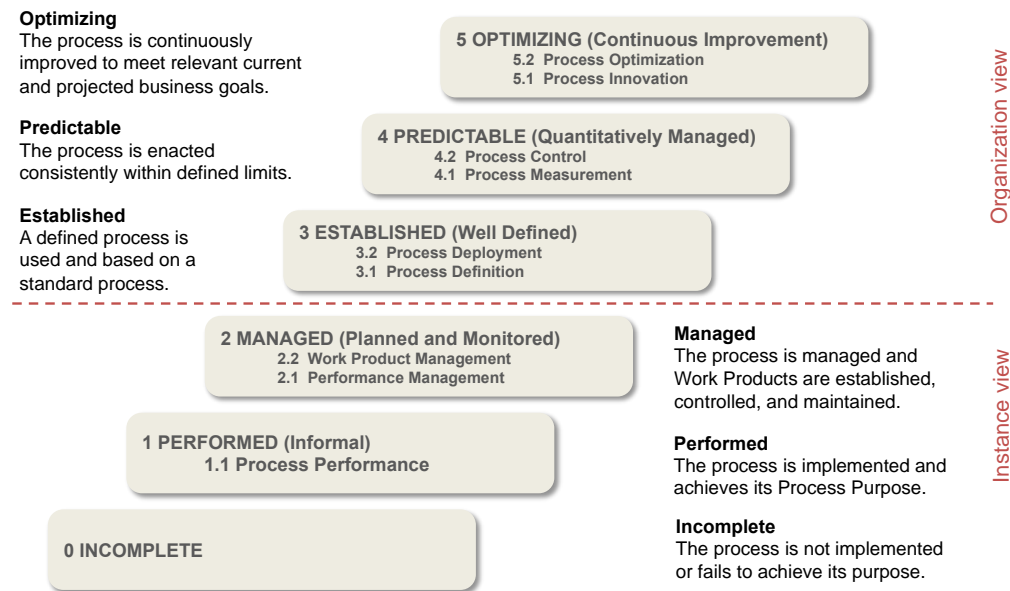 Optimizing
The process is continuously
improved to meet relevant current
and projected business goals.
5 OPTIMIZING (Continuous Improvement)
5.2 Process Optimization
5.1 Process Innovation
Predictable
The process is enacted
consistently within defined limits.
4 PREDICTABLE (Quantitatively Managed)
4.2 Process Control
4.1 Process Measurement
Established
A defined process is
used and based on a
standard process.
3 ESTABLISHED (Well Defined)
3.2 Process Deployment
3.1 Process Definition
Organization view
2 MANAGED (Planned and Monitored)
2.2 Work Product Management
2.1 Performance Management
Managed
The process is managed and
Work Products are established,
controlled, and maintained.
1 PERFORMED (Informal)
1.1 Process Performance
Performed
The process is implemented and
achieves its Process Purpose.
0 INCOMPLETE
Incomplete
The process is not implemented
or fails to achieve its purpose.
Instance view